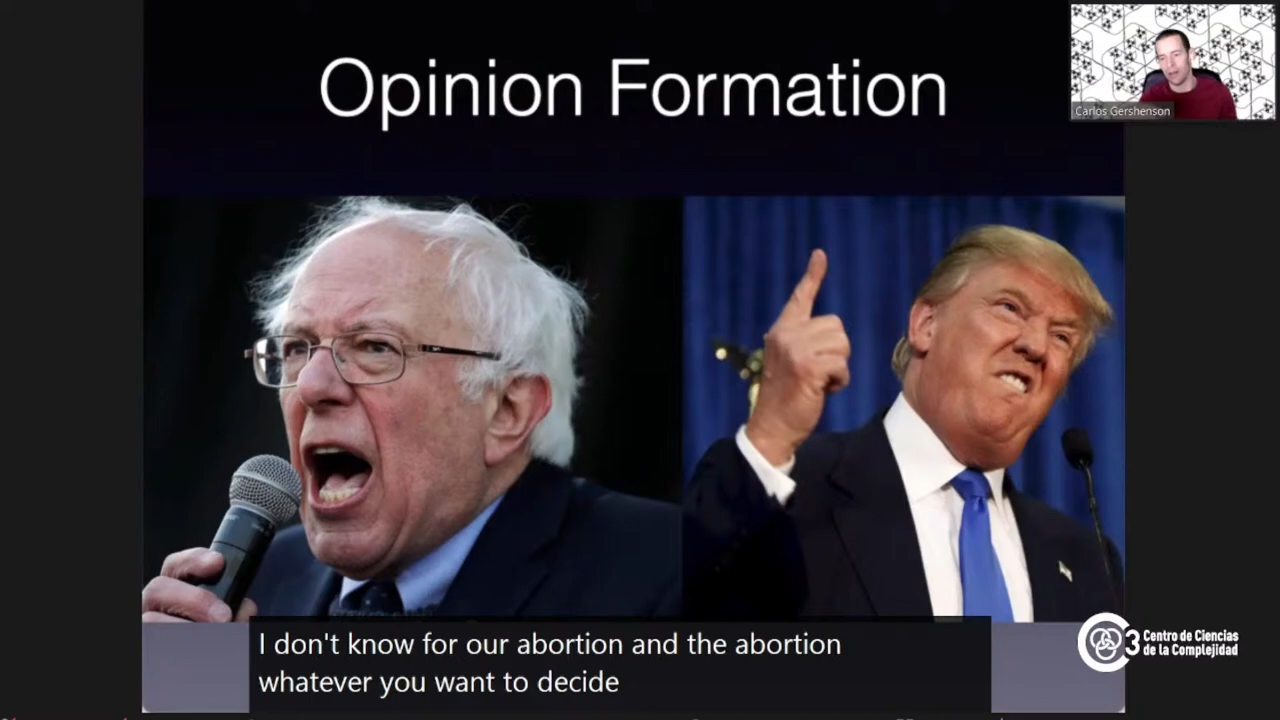 Opinion Formation
Carlos Gershenson
I don't know for our abortion and the abortion
whatever you want to decide
C3 Centro de Ciencias
de la Complejidad